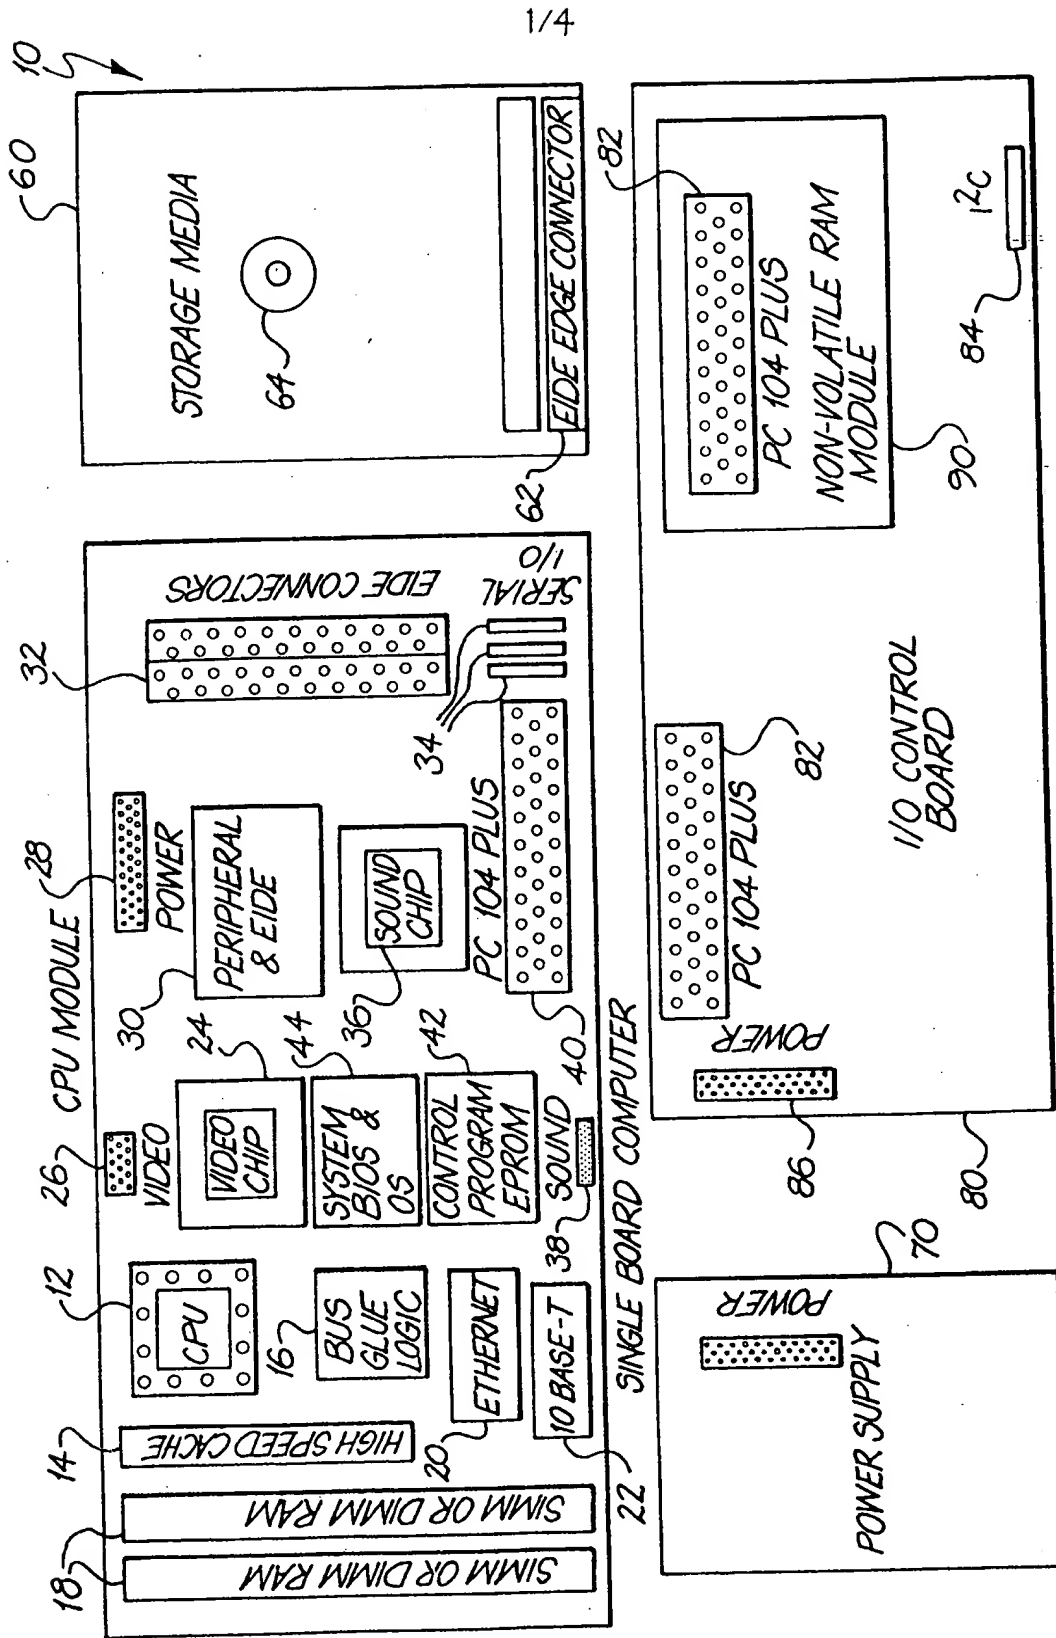 1/4
10
60
STORAGE MEDIA
64
EIDE EDGE CONNECTOR
62
CPU MODULE
18
SIMM OR DIMM RAM
SIMM OR DIMM RAM
14
HIGH SPEED CACHE
12
CPU
16
BUS
GLUE
LOGIC
20
ETHERNET
10 BASE-T
22
26
VIDEO
24
VIDEO
CHIP
44
SYSTEM
BIOS &
OS
42
CONTROL
PROGRAM
EPROM
SOUND
38
28
POWER
30
PERIPHERAL
& EIDE
36
SOUND
CHIP
PC 104 PLUS
40
32
EIDE CONNECTORS
34
SERIAL
I/O
SINGLE BOARD COMPUTER
70
POWER
POWER SUPPLY
80
86
POWER
PC 104 PLUS
82
I/O CONTROL
BOARD
82
PC 104 PLUS
NON-VOLATILE RAM
MODULE
90
84
I2C